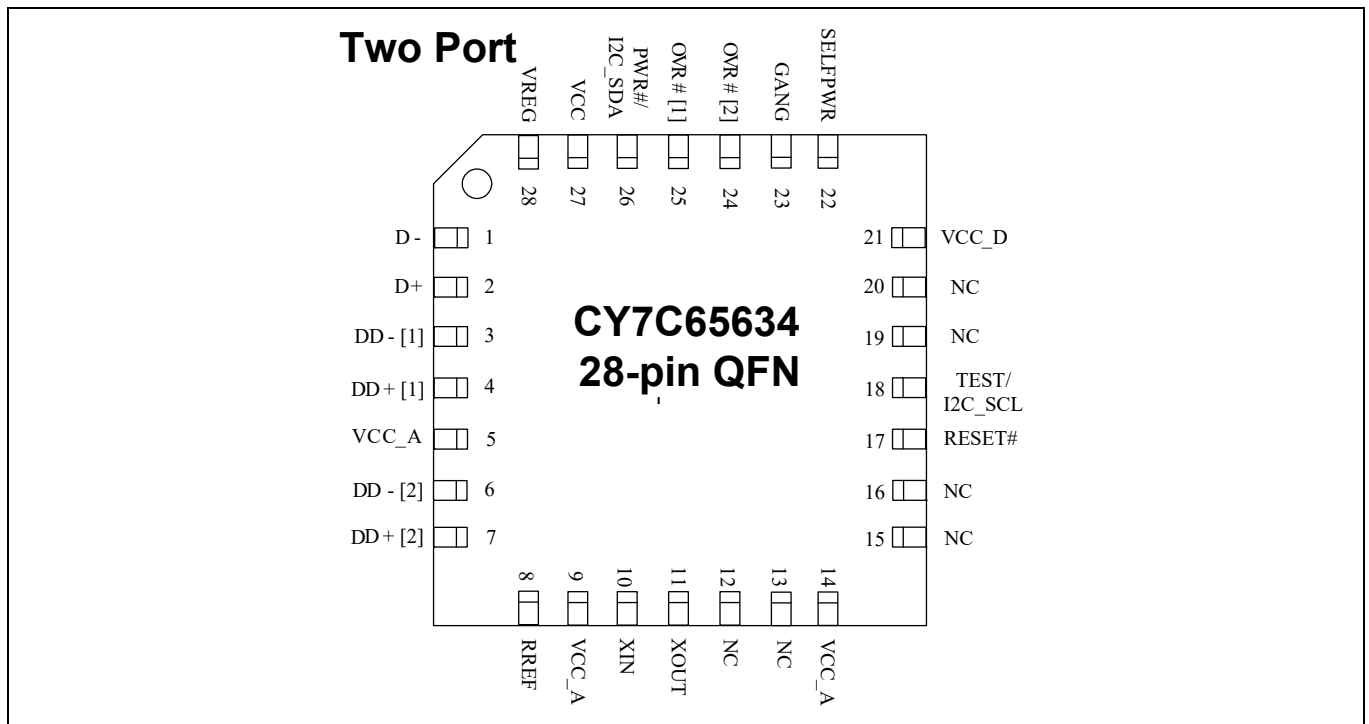 Two Port
VREG
VCC
PWR#/
I2C_SDA
OVR# [1]
OVR# [2]
GANG
SELFPWR
28
27
26
25
24
23
22
D - 1
D+ 2
DD - [1] 3
DD + [1] 4
VCC_A 5
DD - [2] 6
DD + [2] 7
CY7C65634
28-pin QFN
21 VCC_D
20 NC
19 NC
18 TEST/
I2C_SCL
17 RESET#
16 NC
15 NC
8
9
10
11
12
13
14
RREF
VCC_A
XIN
XOUT
NC
NC
VCC_A